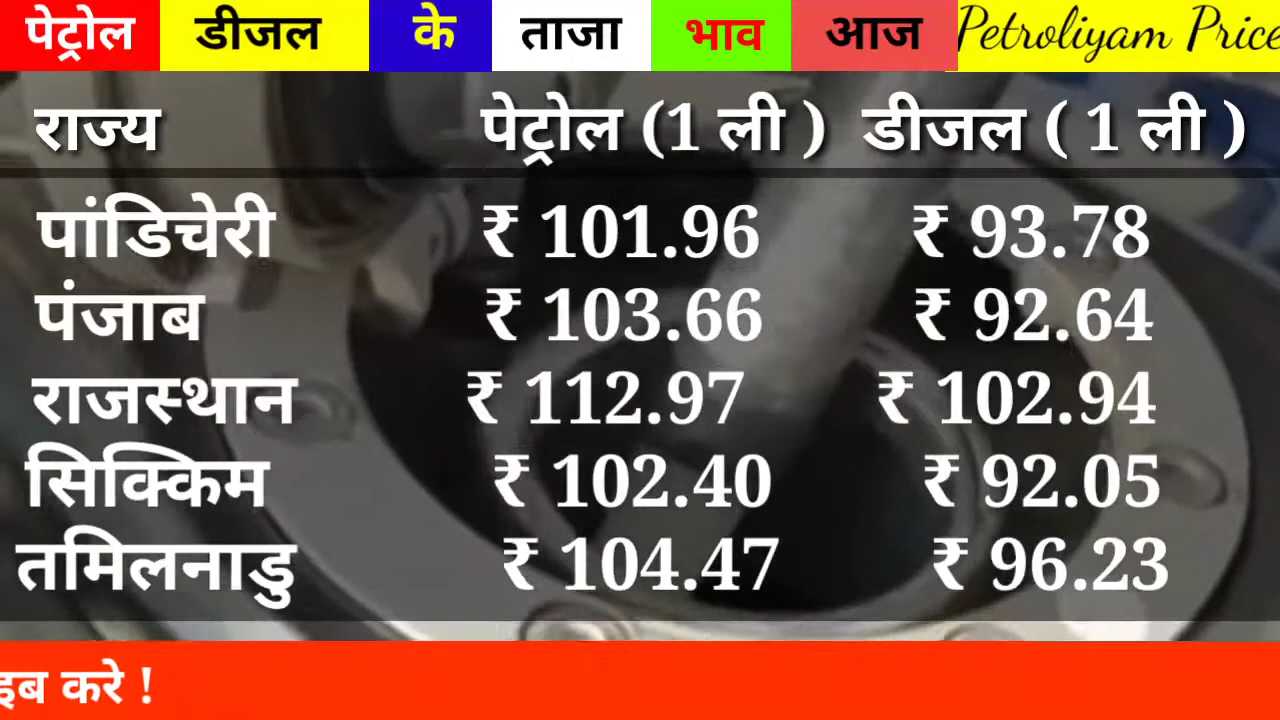 पेट्रोल डीजल के ताजा भाव आज Petroliyam Price
राज्य पेट्रोल (1 ली ) डीजल ( 1 ली )
पांडिचेरी ₹ 101.96 ₹ 93.78
पंजाब ₹ 103.66 ₹ 92.64
राजस्थान ₹ 112.97 ₹ 102.94
सिक्किम ₹ 102.40 ₹ 92.05
तमिलनाडु ₹ 104.47 ₹ 96.23
करे !